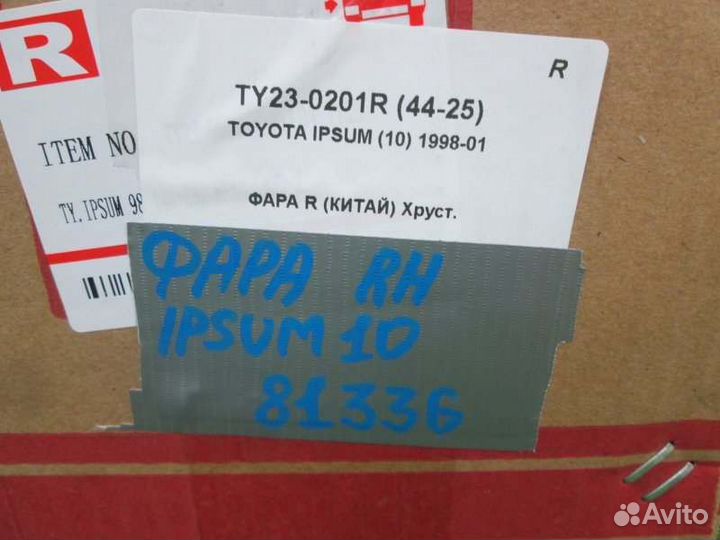 R
R
TY23-0201R (44-25)
TOYOTA IPSUM (10) 1998-01
ITEM NO
TY. IPSUM 98
ФАРА R (КИТАЙ) Хруст.
ФАРА RH
IPSUM 10
81336
Avito